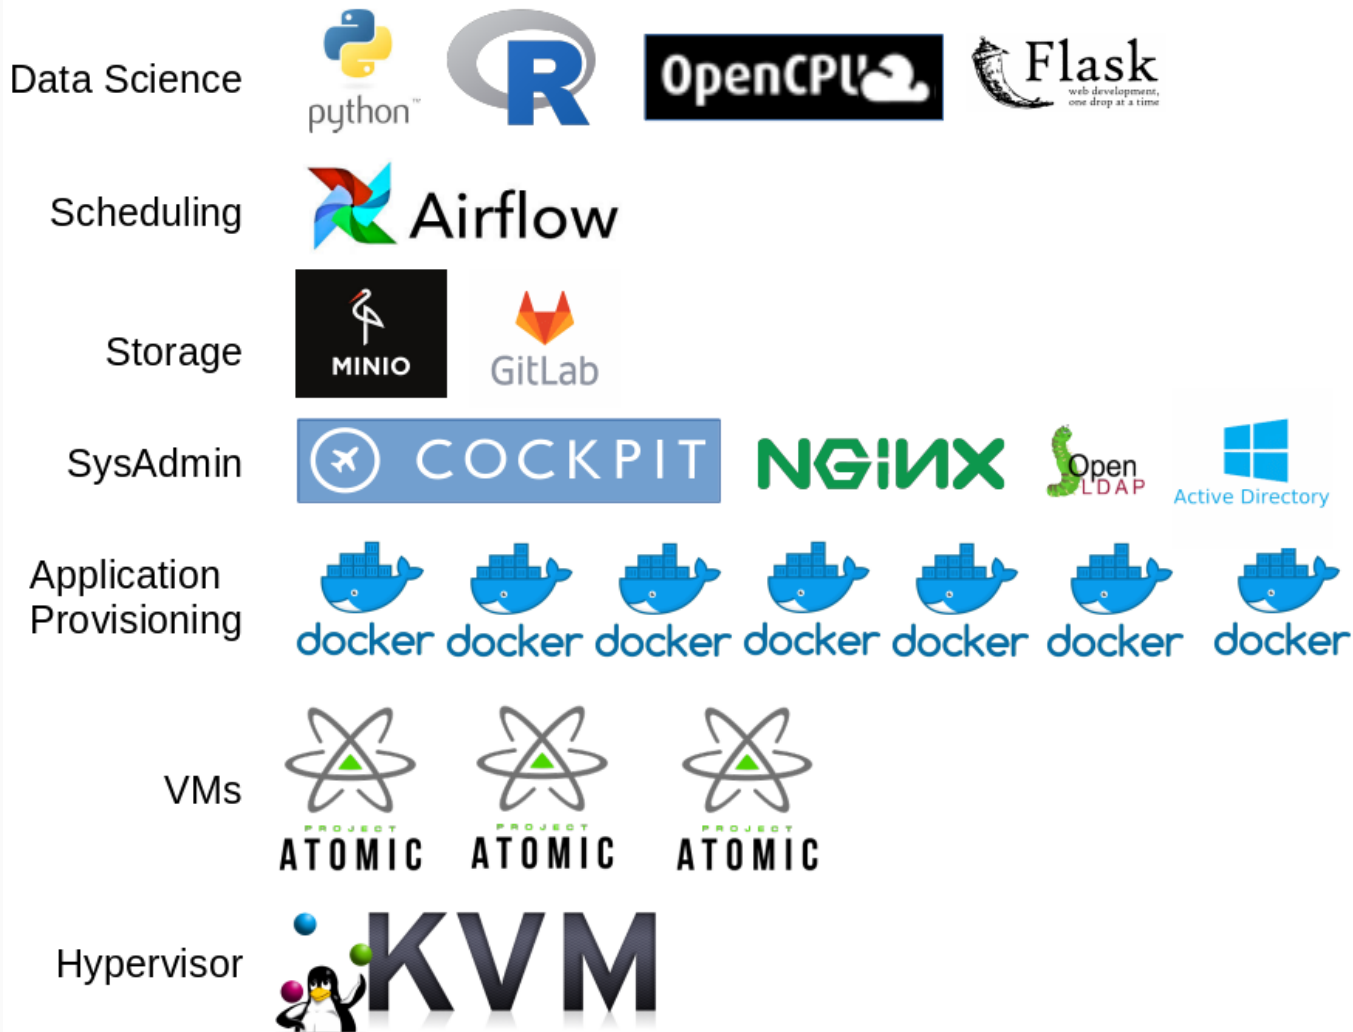 Data Science
python™
R
OpenCPU
Flask
web development,
one drop at a time
Scheduling
Airflow
Storage
MINIO
GitLab
SysAdmin
COCKPIT
NGINX
Open
LDAP
Active Directory
Application
Provisioning
docker docker docker docker docker docker docker
VMs
PROJECT PROJECT PROJECT
ATOMIC ATOMIC ATOMIC
Hypervisor
KVM